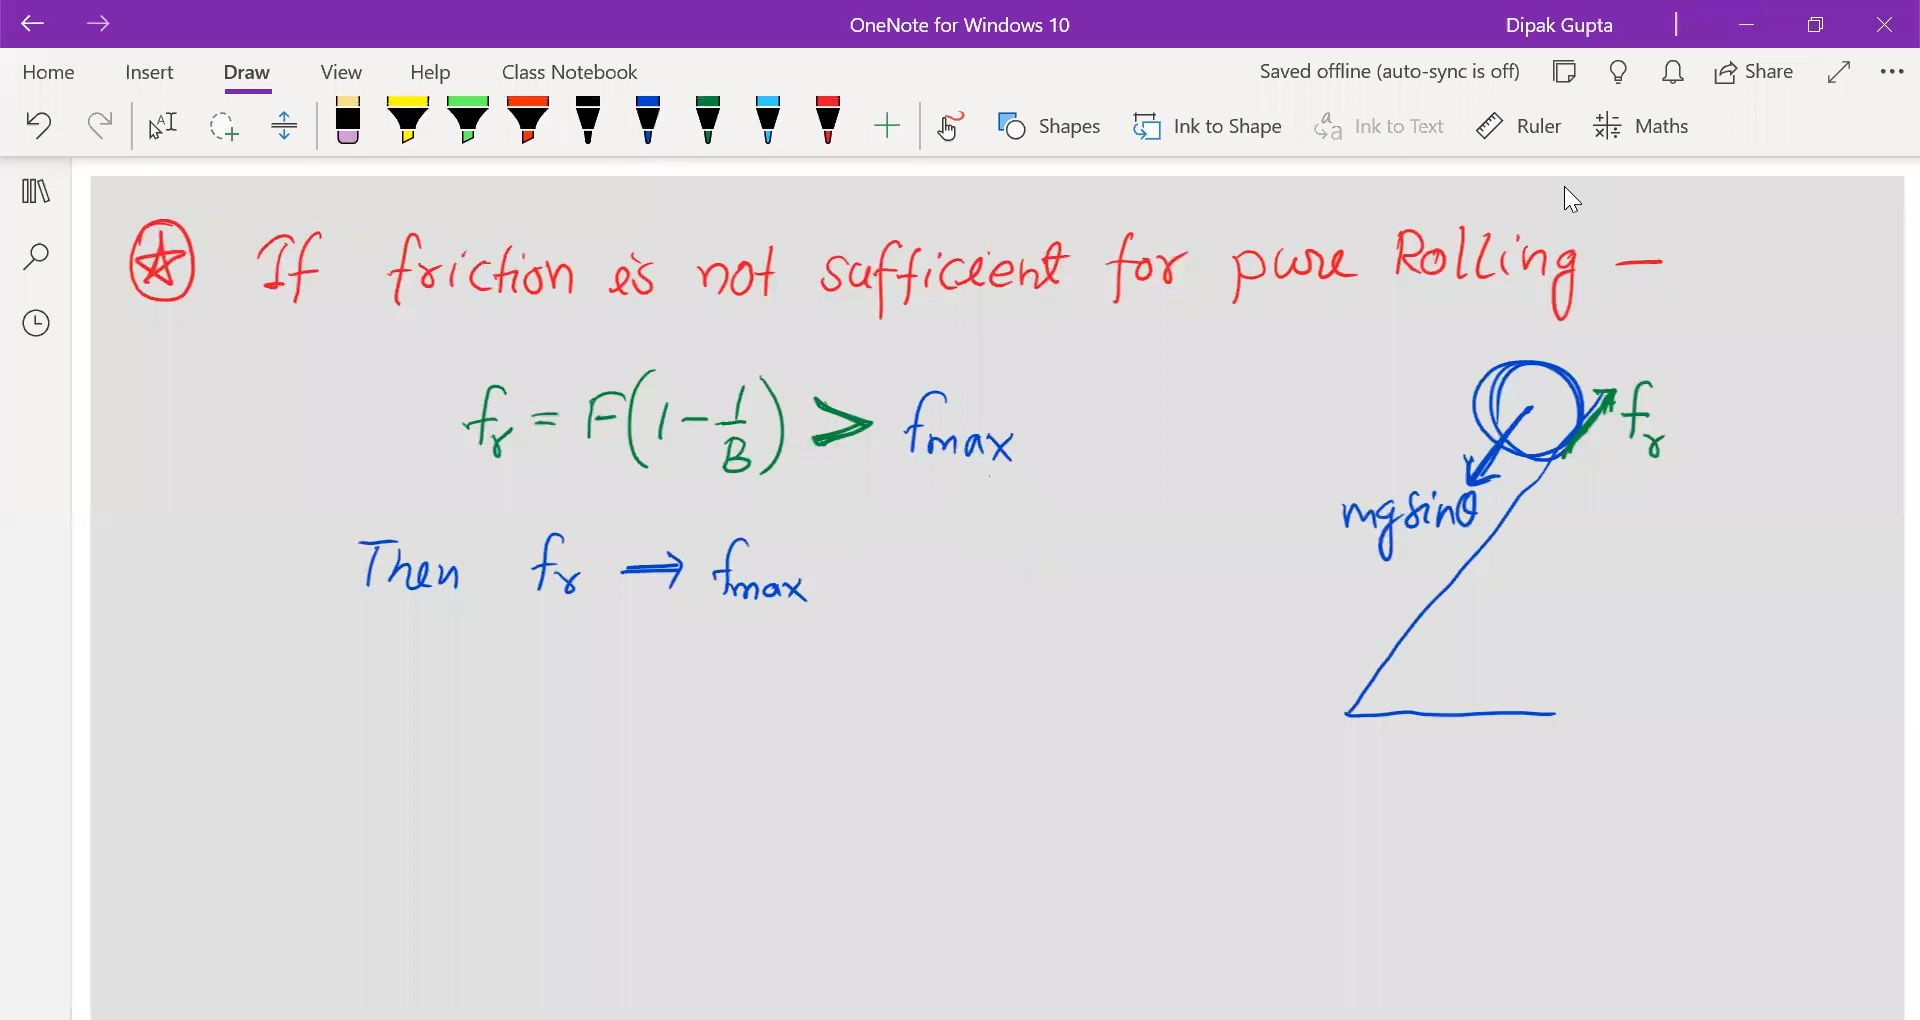 OneNote for Windows 10
Dipak Gupta
Home Insert Draw View Help Class Notebook
Saved offline (auto-sync is off) Share
Shapes Ink to Shape Ink to Text Ruler Maths
If friction is not sufficient for pure Rolling —
fr = F(1 - 1/B) > fmax
fr
mg sinθ
Then fr → fmax